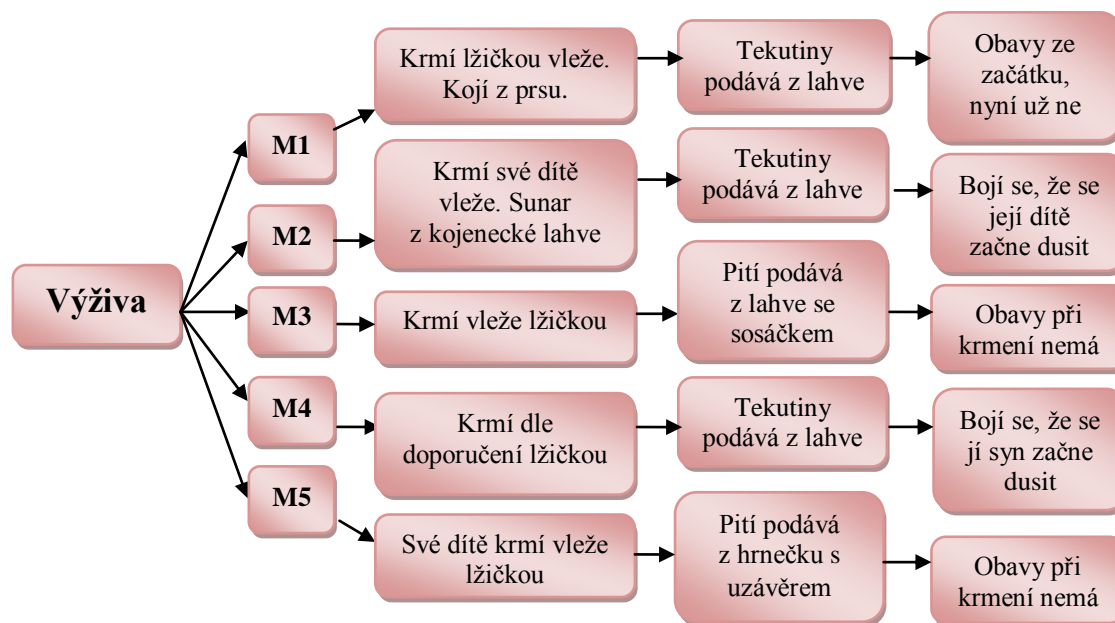 Výživa
M1
Krmí lžičkou vleže.
Kojí z prsu.
Tekutiny
podává z lahve
Obavy ze
začátku,
nyní už ne
M2
Krmí své dítě
vleže. Sunar
z kojenecké lahve
Tekutiny
podává z lahve
Bojí se, že se
její dítě
začne dusit
M3
Krmí vleže lžičkou
Pití podává
z lahve se
sosáčkem
Obavy při
krmení nemá
M4
Krmí dle
doporučení lžičkou
Tekutiny
podává z lahve
Bojí se, že se
jí syn začne
dusit
M5
Své dítě krmí vleže
lžičkou
Pití podává
z hrnečku s
uzávěrem
Obavy při
krmení nemá